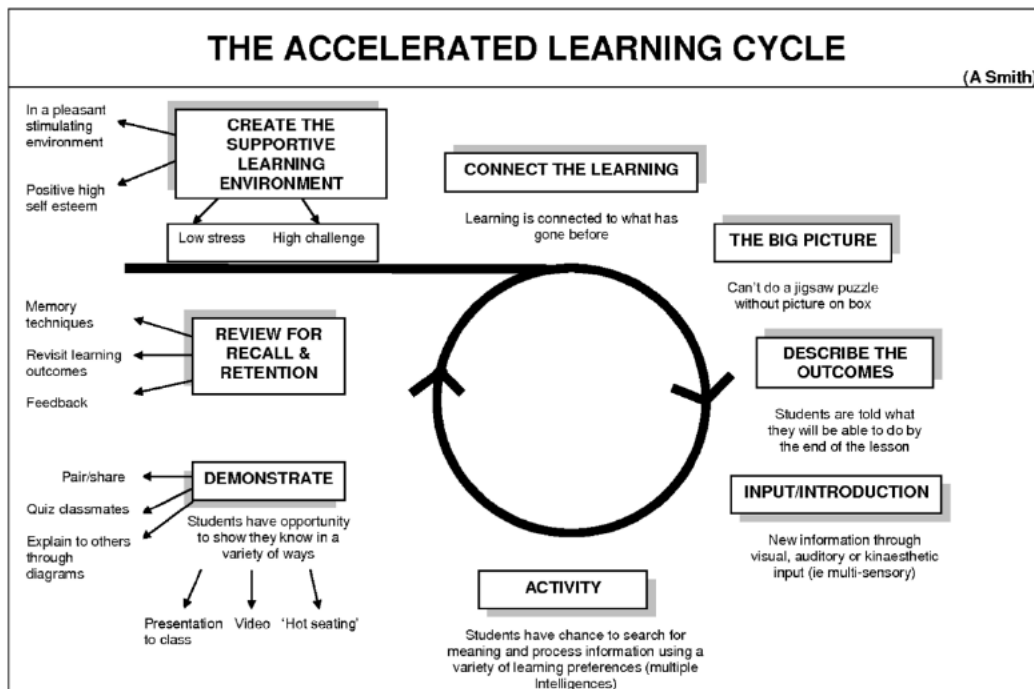 THE ACCELERATED LEARNING CYCLE
(A Smith)
In a pleasant
stimulating
environment
Positive high
self esteem
CREATE THE
SUPPORTIVE
LEARNING
ENVIRONMENT
Low stress
High challenge
CONNECT THE LEARNING
Learning is connected to what has
gone before
THE BIG PICTURE
Can't do a jigsaw puzzle
without picture on box
DESCRIBE THE
OUTCOMES
Students are told what
they will be able to do by
the end of the lesson
INPUT/INTRODUCTION
New information through
visual, auditory or kinaesthetic
input (ie multi-sensory)
ACTIVITY
Students have chance to search for
meaning and process information using a
variety of learning preferences (multiple
Intelligences)
DEMONSTRATE
Pair/share
Quiz classmates
Explain to others
through
diagrams
Students have opportunity
to show they know in a
variety of ways
Presentation
to class
Video
'Hot seating'
REVIEW FOR
RECALL &
RETENTION
Memory
techniques
Revisit learning
outcomes
Feedback